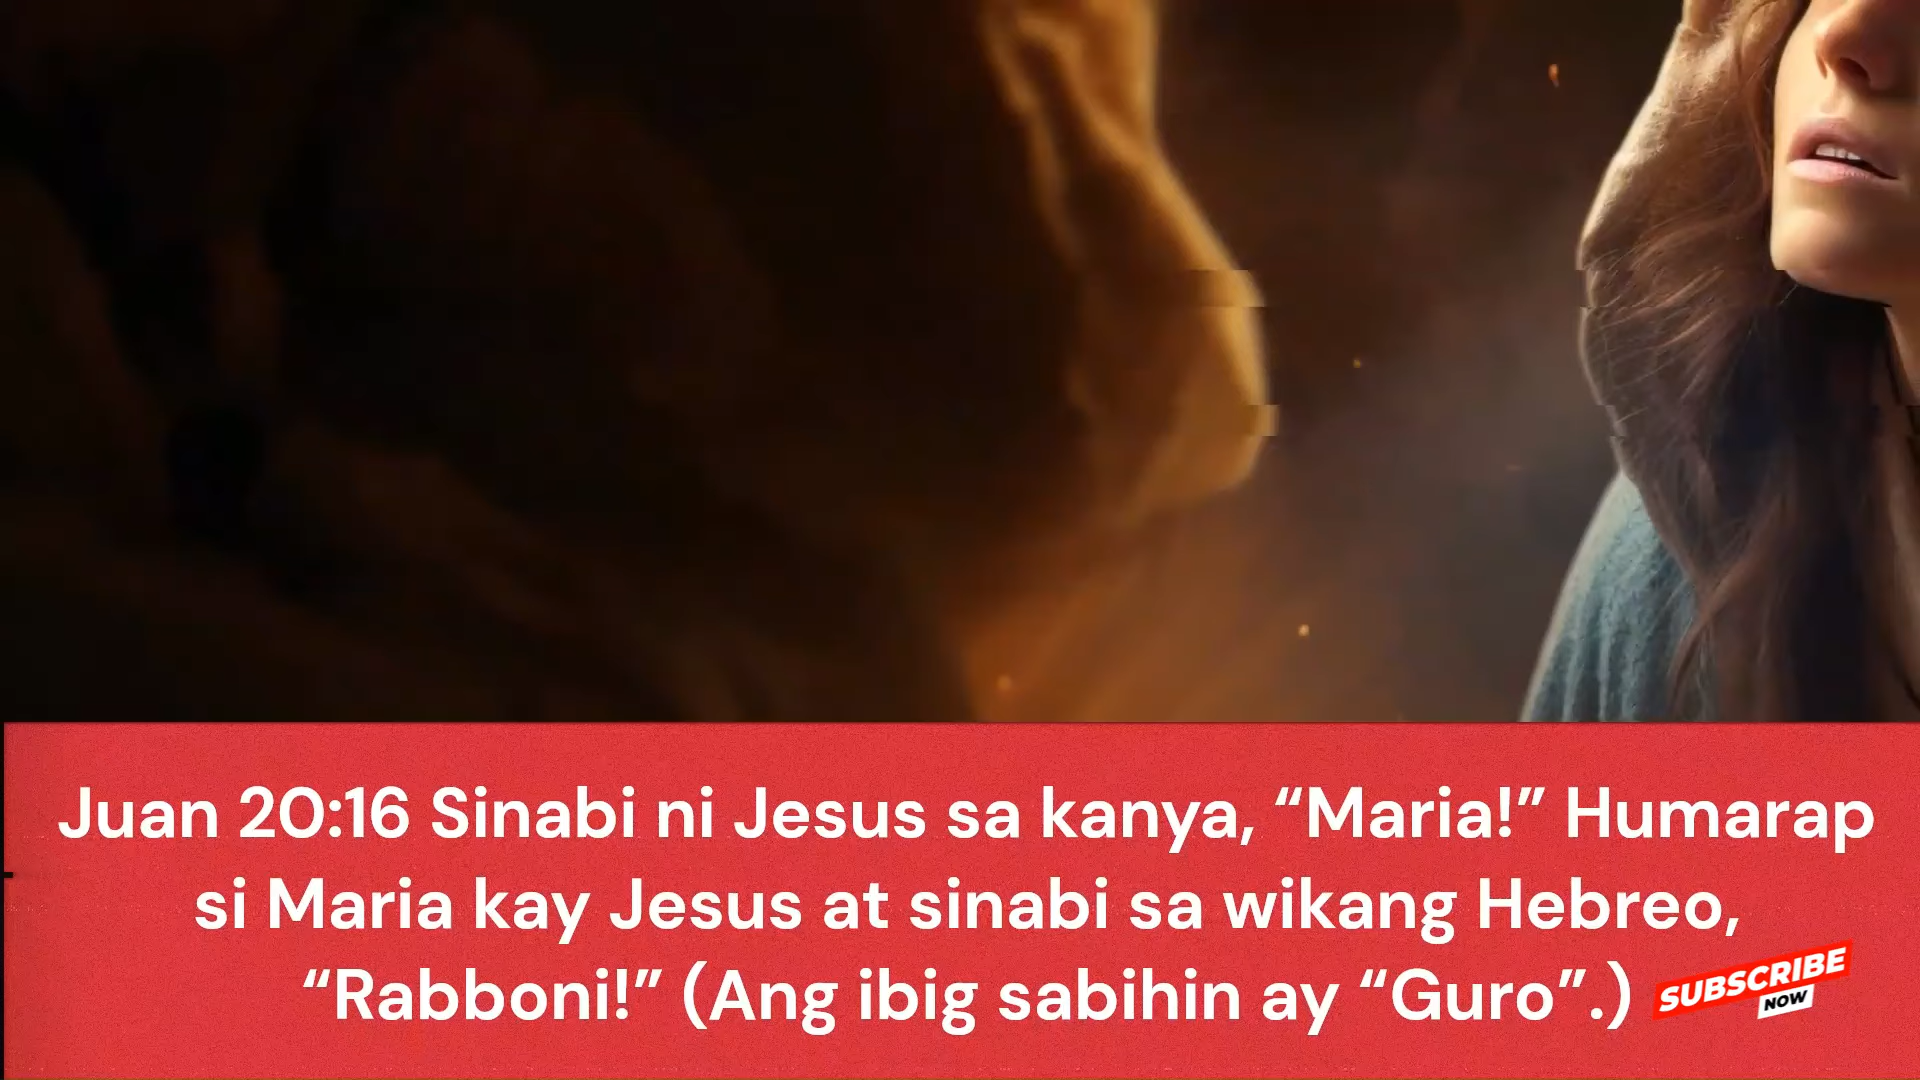 Juan 20:16 Sinabi ni Jesus sa kanya, “Maria!” Humarap
si Maria kay Jesus at sinabi sa wikang Hebreo,
“Rabboni!” (Ang ibig sabihin ay “Guro”.)
SUBSCRIBE
NOW